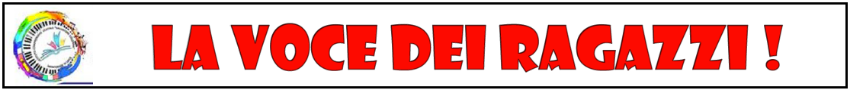 LA VOCE DEI RAGAZZI !